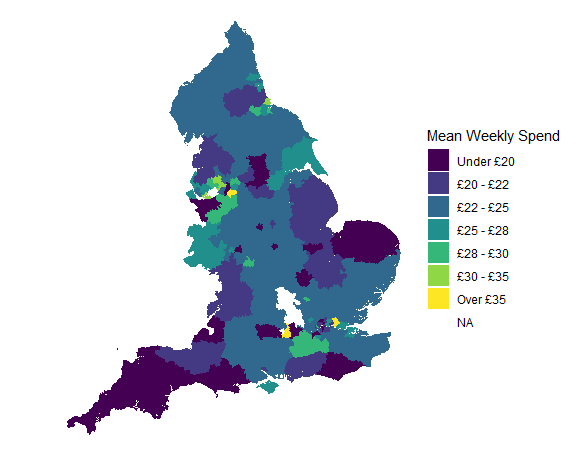 Mean Weekly Spend
Under £20
£20 - £22
£22 - £25
£25 - £28
£28 - £30
£30 - £35
Over £35
NA